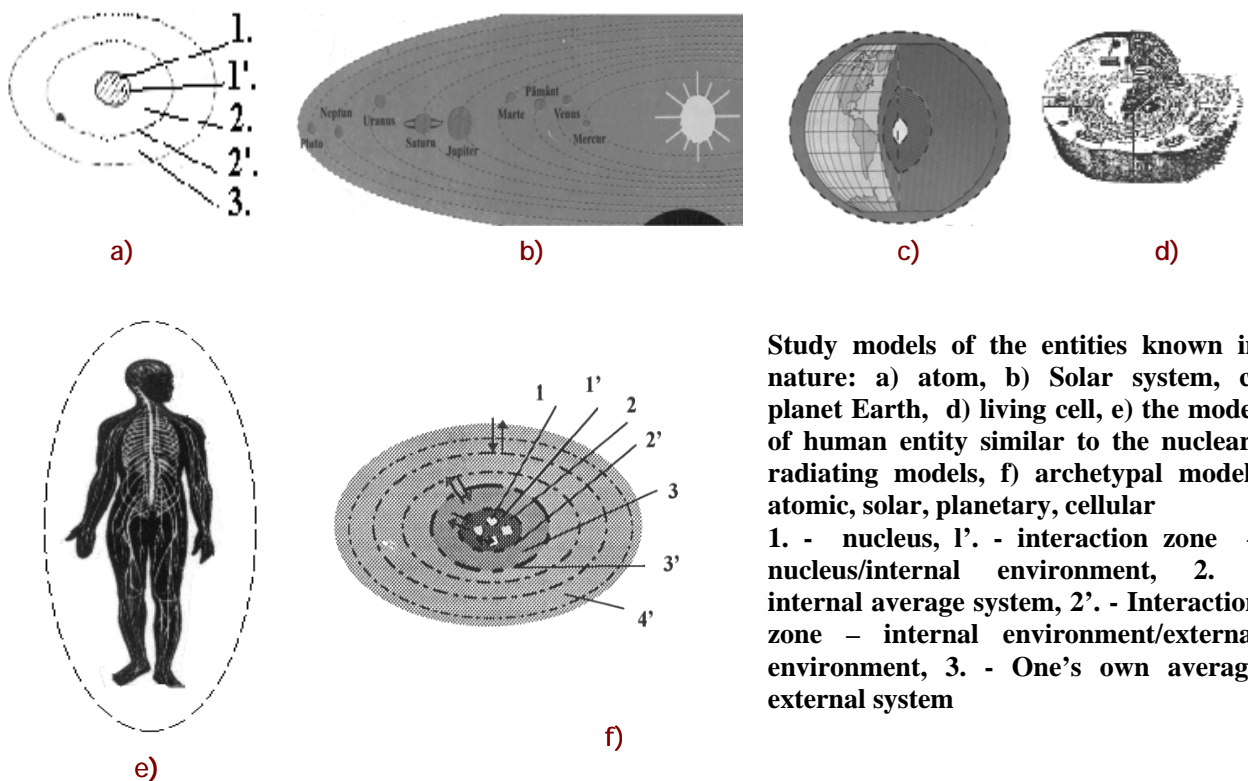 1.
1'.
2.
2'.
3.
a)
Pluto
Neptun
Uranus
Saturn
Jupiter
Marte
Pământ
Venus
Mercur
b)
c)
d)
e)
1
1’
2
2’
3
3’
4’
f)
Study models of the entities known in
nature: a) atom, b) Solar system, c
planet Earth, d) living cell, e) the mode
of human entity similar to the nuclear
radiating models, f) archetypal model
atomic, solar, planetary, cellular
1. - nucleus, l’. - interaction zone -
nucleus/internal environment, 2.
internal average system, 2’. - Interaction
zone – internal environment/externa
environment, 3. - One’s own averag
external system